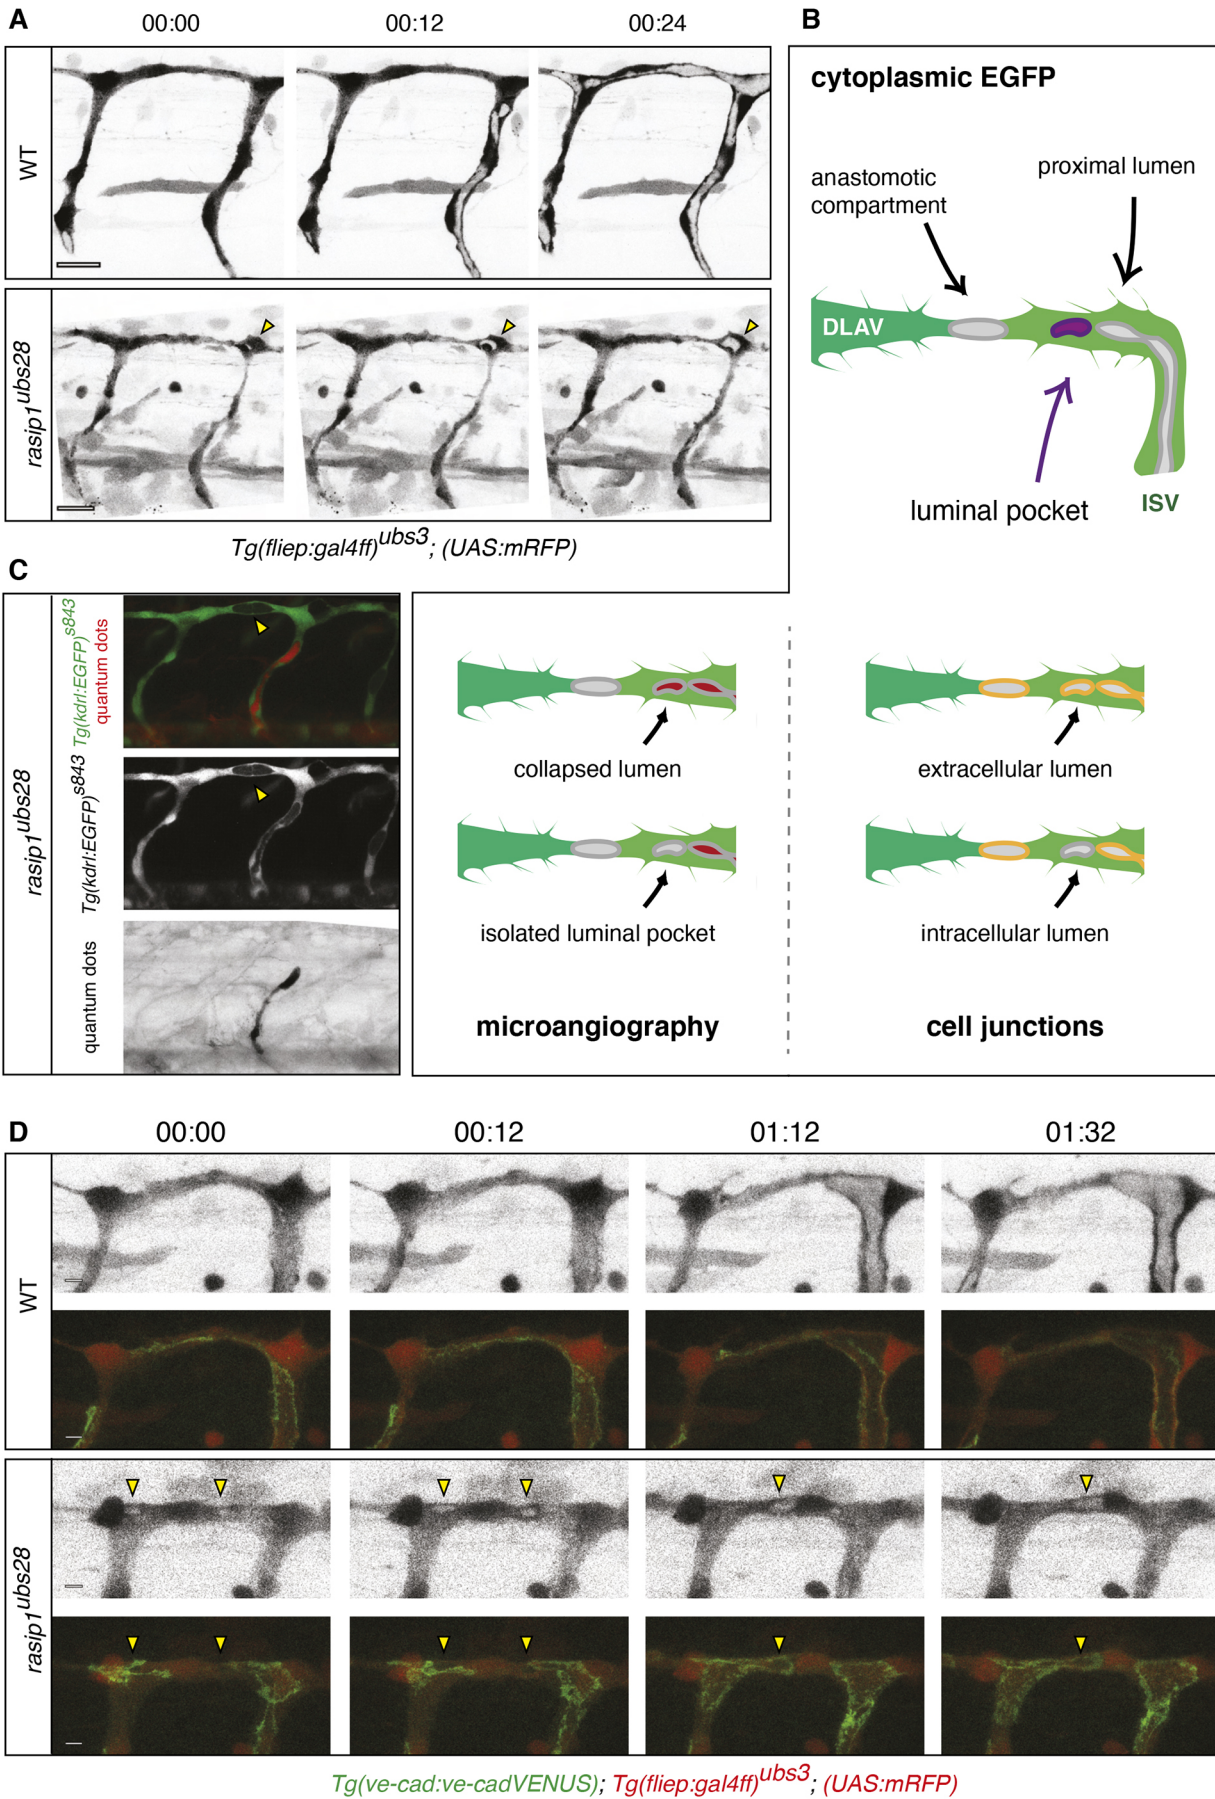 A
00:00 00:12 00:24
WT
rasip1ubs28
Tg(fliep:gal4ff)ubs3; (UAS:mRFP)
B
cytoplasmic EGFP
anastomotic
compartment
proximal lumen
DLAV
luminal pocket
ISV
collapsed lumen
extracellular lumen
isolated luminal pocket
intracellular lumen
microangiography
cell junctions
C
rasip1ubs28
Tg(kdrl:EGFP)s843
quantum dots
Tg(kdrl:EGFP)s843
quantum dots
D
00:00 00:12 01:12 01:32
WT
rasip1ubs28
Tg(ve-cad:ve-cadVENUS); Tg(fliep:gal4ff)ubs3; (UAS:mRFP)